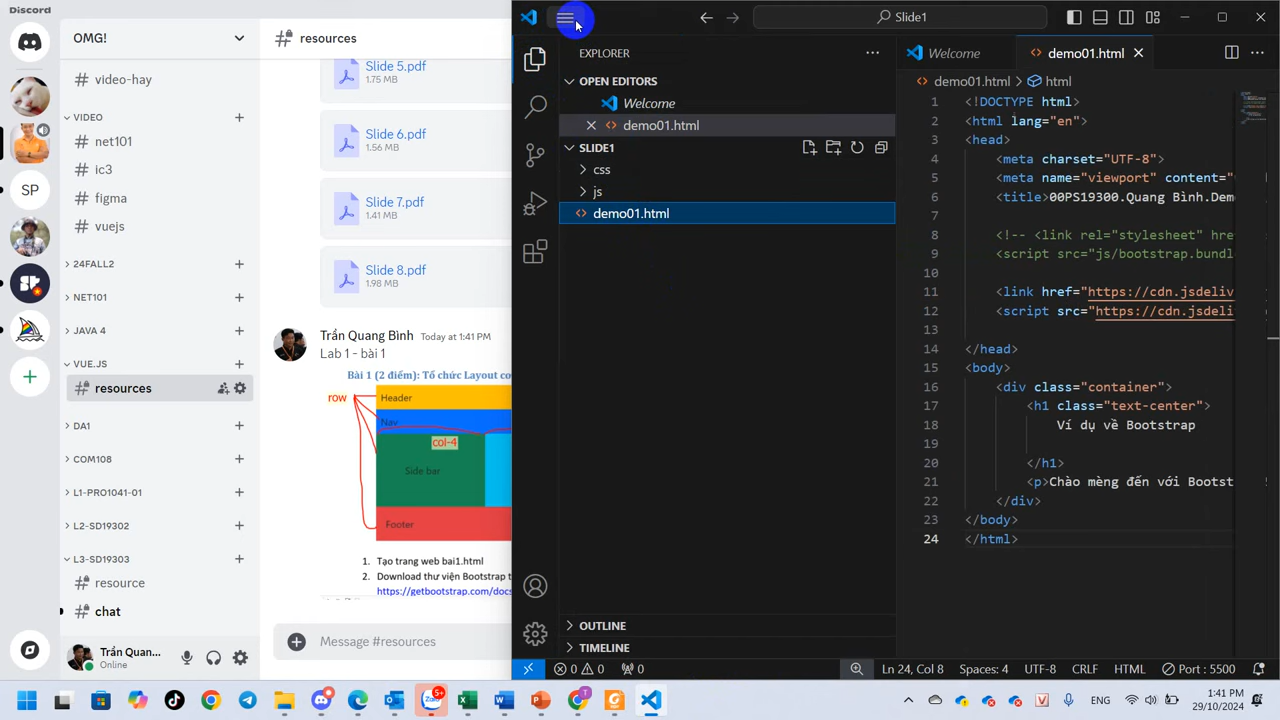 Discord
OMG!
video-hay
VIDEO
net101
ic3
figma
vuejs
24FALL2
NET101
JAVA 4
VUE.JS
resources
DA1
COM108
L1-PRO1041-01
L2-SD19302
L3-SD19303
resource
chat
SP
Trần Quan...
Online
resources
Slide 5.pdf
1.75 MB
Slide 6.pdf
1.56 MB
Slide 7.pdf
1.41 MB
Slide 8.pdf
1.98 MB
Trần Quang Bình Today at 1:41 PM
Lab 1 - bài 1
Bài 1 (2 điểm): Tổ chức Layout co
row
Header
Nav
col-4
Side bar
Footer
1. Tạo trang web bai1.html
2. Download thư viện Bootstrap t
https://getbootstrap.com/docs
Message #resources
Slide1
EXPLORER
OPEN EDITORS
Welcome
demo01.html
SLIDE1
css
js
demo01.html
OUTLINE
TIMELINE
Welcome
demo01.html
demo01.html > html
1 <!DOCTYPE html>
2 <html lang="en">
3 <head>
4 <meta charset="UTF-8">
5 <meta name="viewport" content="
6 <title>00PS19300.Quang Bình.Dem
7
8 <!-- <link rel="stylesheet" href
9 <script src="js/bootstrap.bundl
10
11 <link href="https://cdn.jsdeliv
12 <script src="https://cdn.jsdeli
13
14 </head>
15 <body>
16 <div class="container">
17 <h1 class="text-center">
18 Ví dụ về Bootstrap
19
20 </h1>
21 <p>Chào mèng đến với Bootst
22 </div>
23 </body>
24 </html>
0 0 0
Ln 24, Col 8 Spaces: 4 UTF-8 CRLF HTML Port : 5500
5+
ENG
1:41 PM
29/10/2024